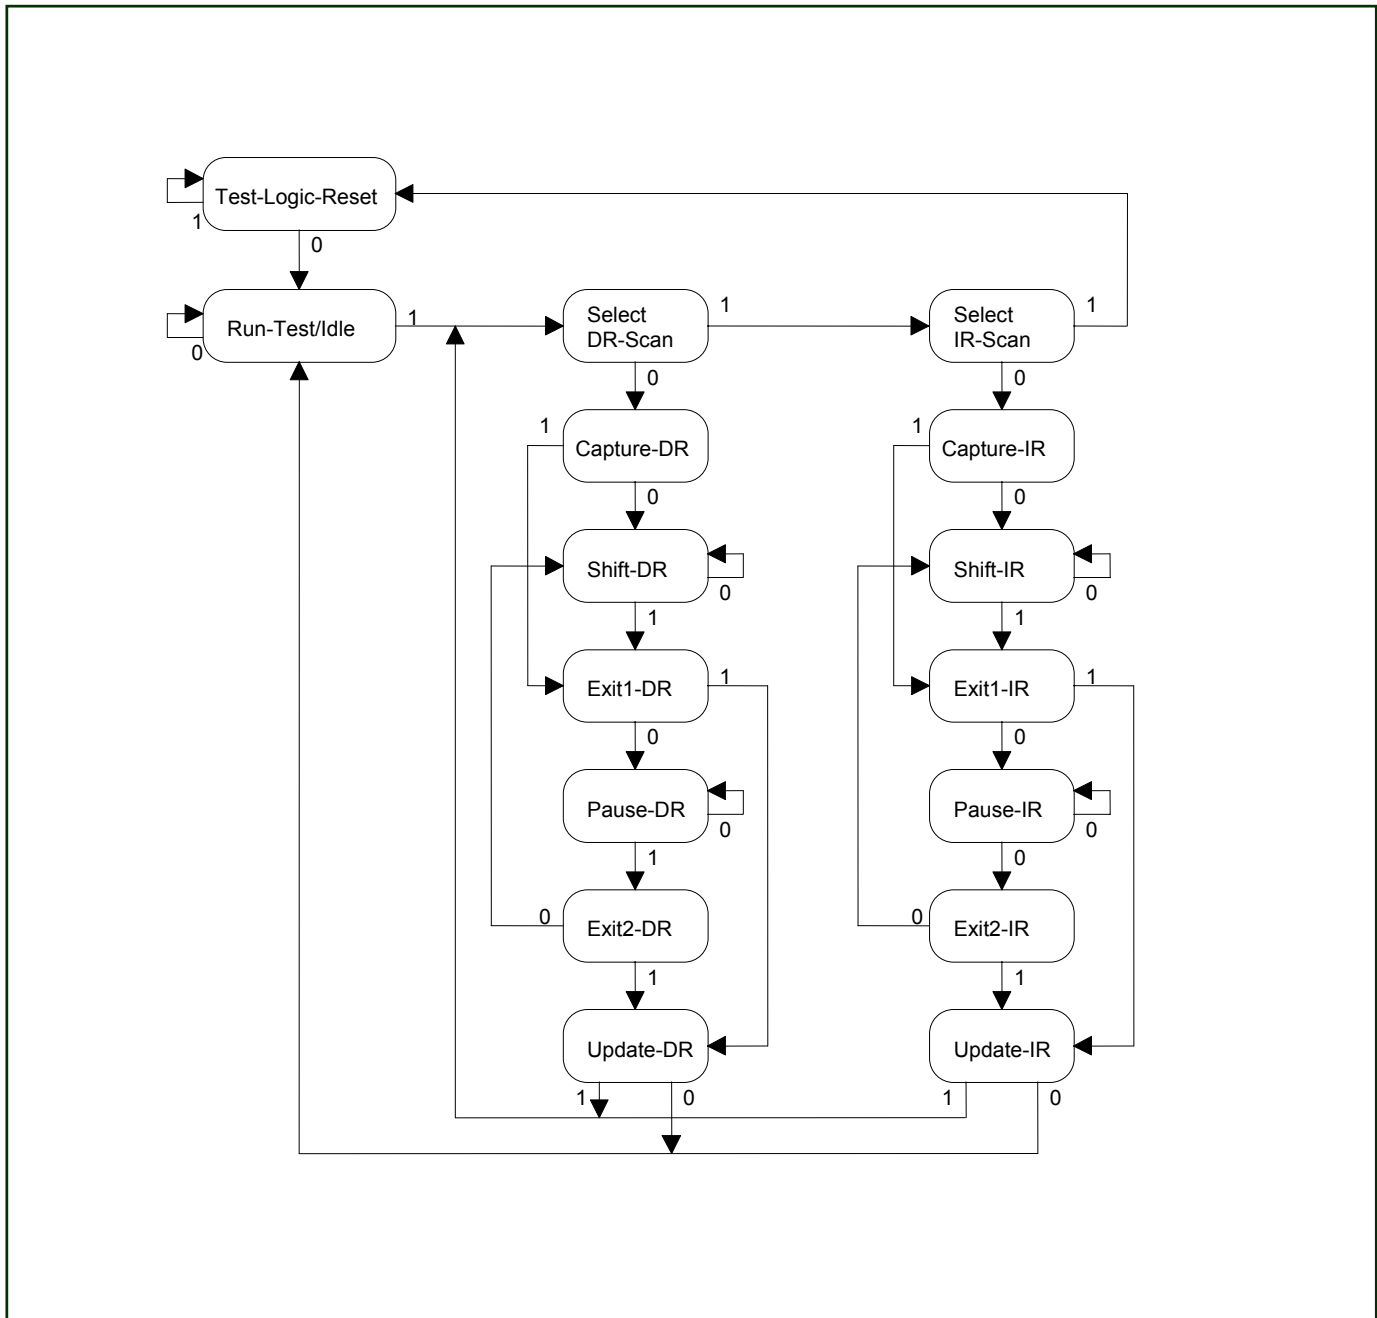 Test-Logic-Reset
1
0
Run-Test/Idle
0
1
Select
DR-Scan
1
0
Select
IR-Scan
1
0
Capture-DR
1
0
Capture-IR
1
0
Shift-DR
0
1
Shift-IR
0
1
Exit1-DR
1
0
Exit1-IR
1
0
Pause-DR
0
1
Pause-IR
0
0
Exit2-DR
0
1
Exit2-IR
0
1
Update-DR
1
0
Update-IR
1
0